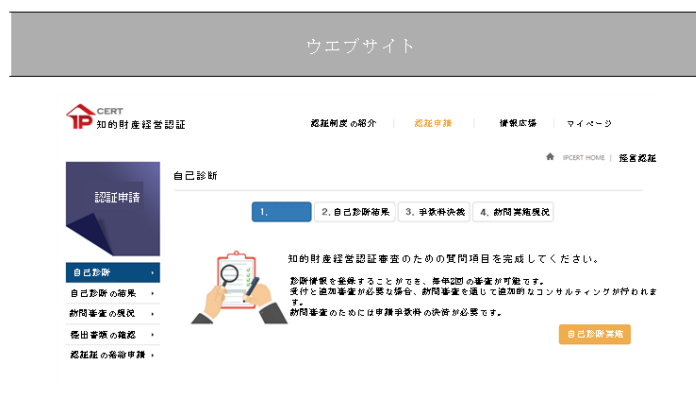 ウエブサイト
CERT
IP 知的財産経営認証
認証制度の紹介 認証申請 情報広場 マイページ
IPCERT HOME 経営認証
認証申請
自己診断
1. 2. 自己診断結果 3. 手数料決裁 4. 訪問実施現況
知的財産経営認証審査のための質問項目を完成してください。
診断情報を登録することができ、毎年2回の審査が可能です。
受付と追加審査が必要な場合、訪問審査を通じて追加的なコンサルティングが行われま
す。
訪問審査のためには申請手数料の決済が必要です。
自己診断実施
自己診断
自己診断の結果
訪問審査の現況
提出書類の確認
認証証の発給申請